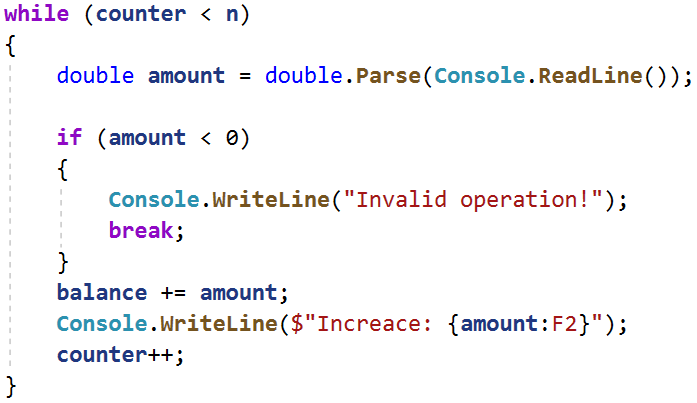 while (counter < n)
{
    double amount = double.Parse(Console.ReadLine());
    if (amount < 0)
    {
        Console.WriteLine("Invalid operation!");
        break;
    }
    balance += amount;
    Console.WriteLine($"Increace: {amount:F2}");
    counter++;
}